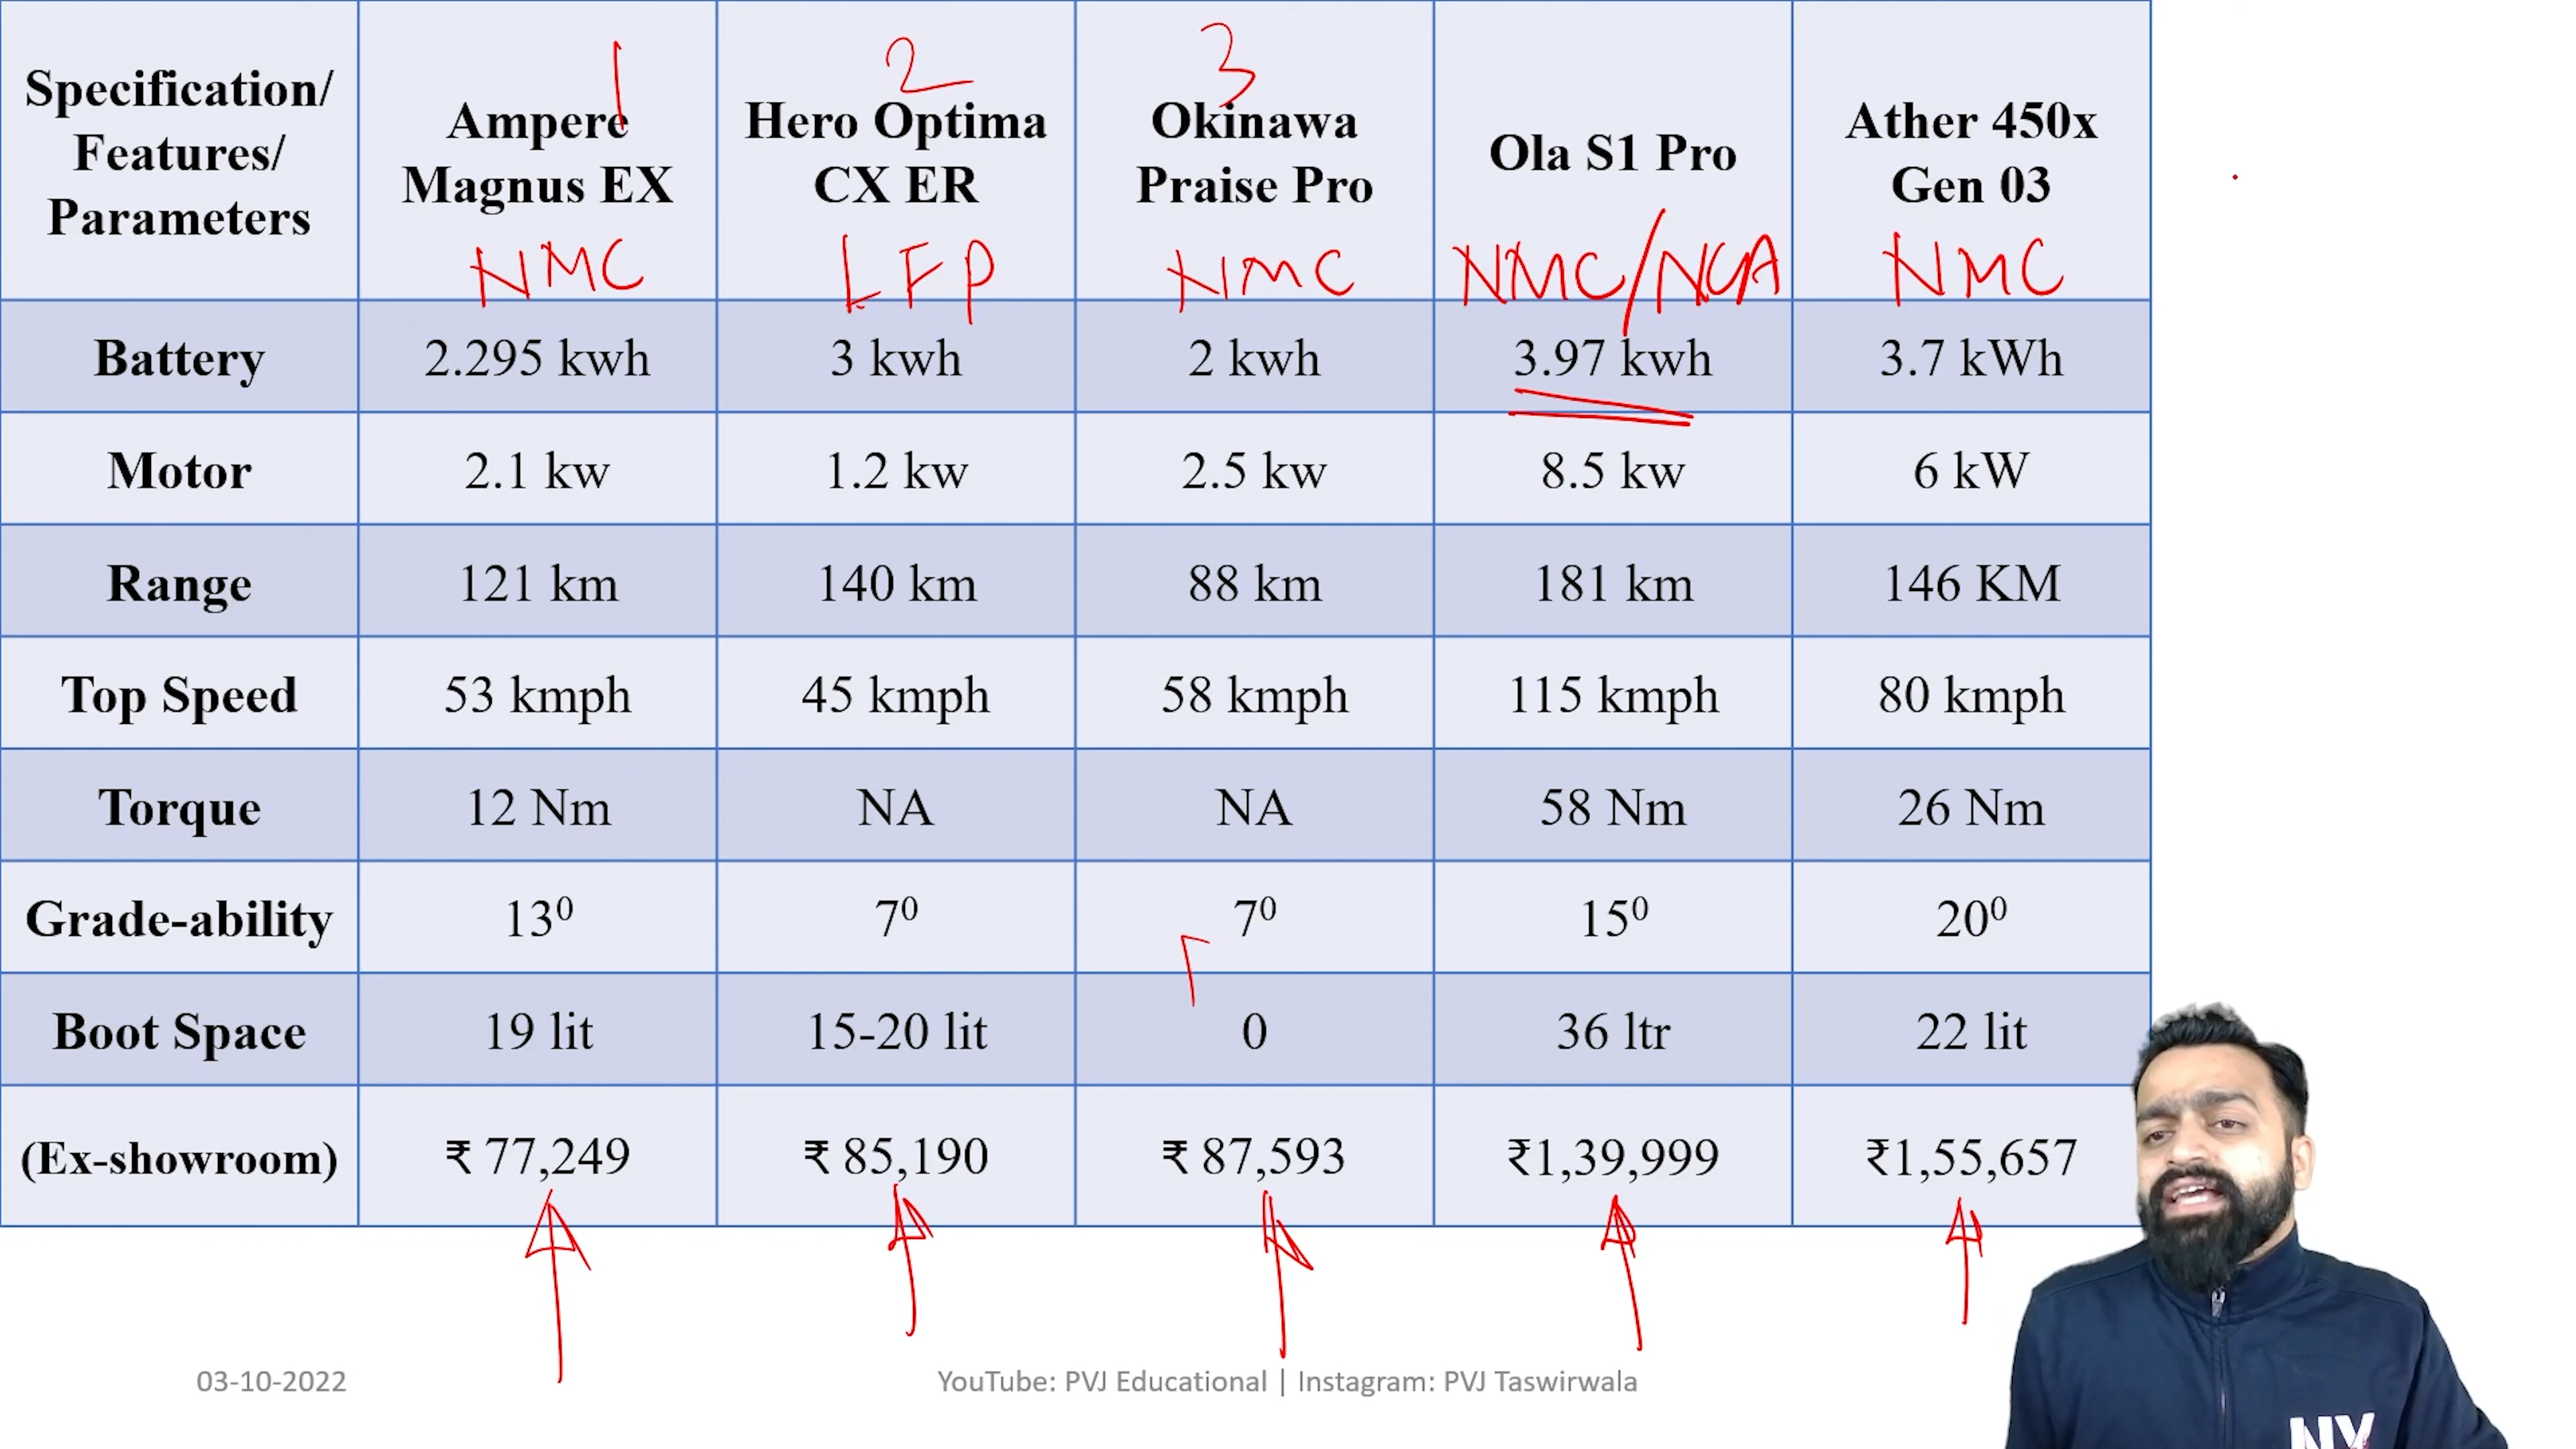 1 2 3
Specification/
Features/
Parameters
Ampere
Magnus EX
Hero Optima
CX ER
Okinawa
Praise Pro
Ola S1 Pro
Ather 450x
Gen 03
NMC LFP NMC NMC/NCA NMC
Battery 2.295 kwh 3 kwh 2 kwh 3.97 kwh 3.7 kWh
Motor 2.1 kw 1.2 kw 2.5 kw 8.5 kw 6 kW
Range 121 km 140 km 88 km 181 km 146 KM
Top Speed 53 kmph 45 kmph 58 kmph 115 kmph 80 kmph
Torque 12 Nm NA NA 58 Nm 26 Nm
Grade-ability 13⁰ 7⁰ 7⁰ 15⁰ 20⁰
Boot Space 19 lit 15-20 lit 0 36 ltr 22 lit
(Ex-showroom) ₹ 77,249 ₹ 85,190 ₹ 87,593 ₹1,39,999 ₹1,55,657
03-10-2022 YouTube: PVJ Educational | Instagram: PVJ Taswirwala